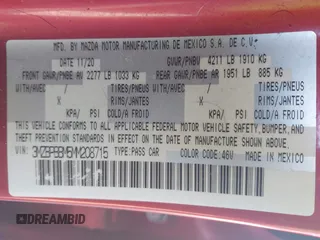 MFD. BY MAZDA MOTOR MANUFACTURING DE MEXICO S.A. DE C.V.
DATE 11/20 GVWR/PNBV 4211 LB 1910 KG
FRONT GAWR/PNBE AV 2277 LB 1033 KG REAR GAWR/PNBE AR 1951 LB 885 KG
WITH/AVEC / TIRES/PNEUS WITH/AVEC / TIRES/PNEUS
X RIMS/JANTES X RIMS/JANTES
KPA/ PSI COLD/A FROID KPA/ PSI COLD/A FROID
THIS VEHICLE CONFORMS TO ALL APPLICABLE FEDERAL MOTOR VEHICLE SAFETY, BUMPER, AND
THEFT PREVENTION STANDARDS IN EFFECT ON THE DATE OF MANUFACTURE SHOWN ABOVE.
VIN: TYPE PASS CAR COLOR: 46V MADE IN MEXICO